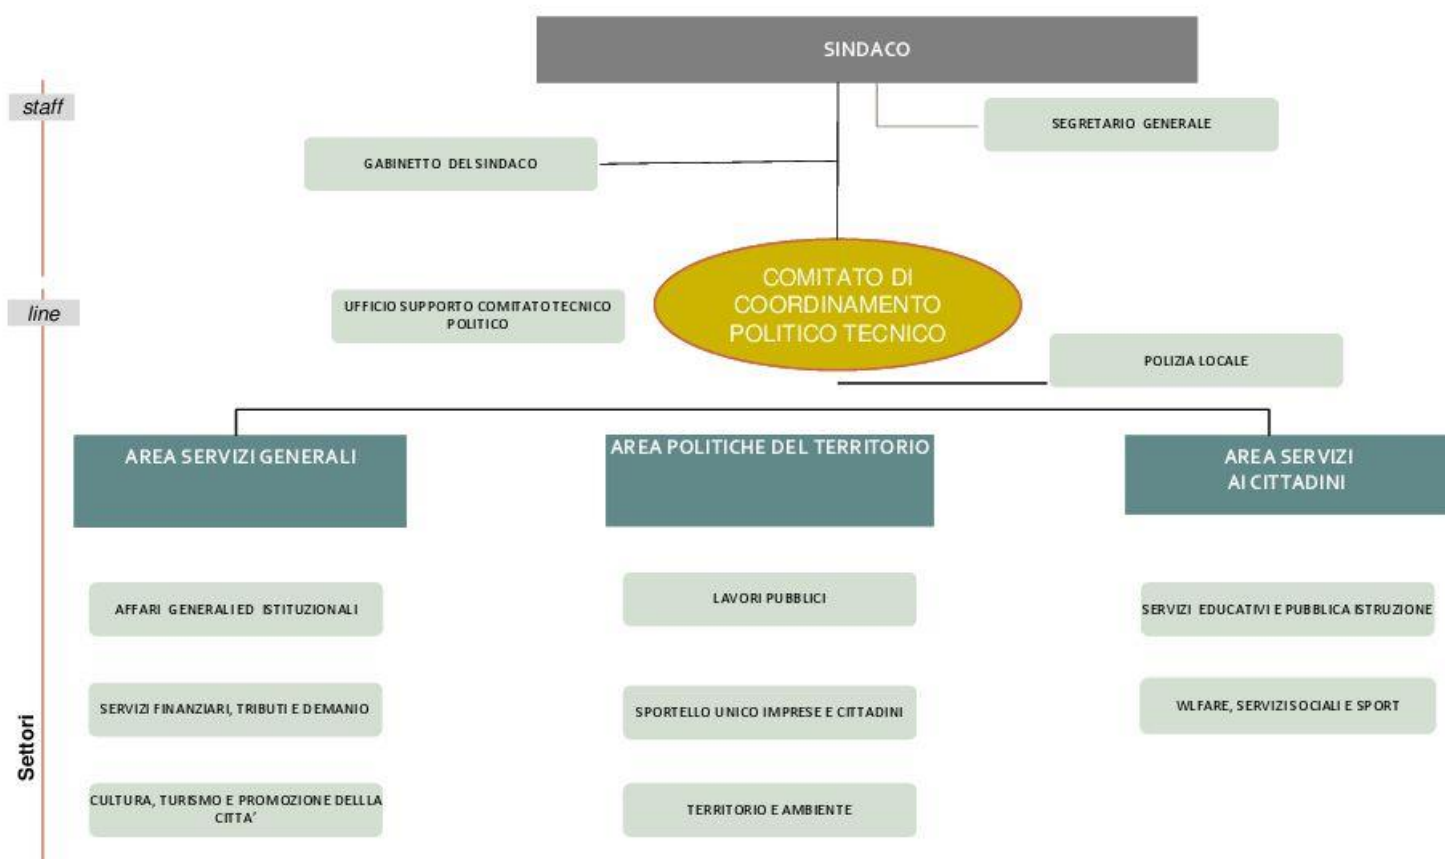 SINDACO
staff
SEGRETARIO GENERALE
GABINETTO DEL SINDACO
COMITATO DI
COORDINAMENTO
POLITICO TECNICO
UFFICIO SUPPORTO COMITATO TECNICO
POLITICO
line
POLIZIA LOCALE
AREA SERVIZI GENERALI
AREA POLITICHE DEL TERRITORIO
AREA SERVIZI
AI CITTADINI
AFFARI GENERALI ED ISTITUZIONALI
LAVORI PUBBLICI
SERVIZI EDUCATIVI E PUBBLICA ISTRUZIONE
SERVIZI FINANZIARI, TRIBUTI E DEMANIO
SPORTELLO UNICO IMPRESE E CITTADINI
WLFARE, SERVIZI SOCIALI E SPORT
Settori
CULTURA, TURISMO E PROMOZIONE DELLLA
CITTA'
TERRITORIO E AMBIENTE